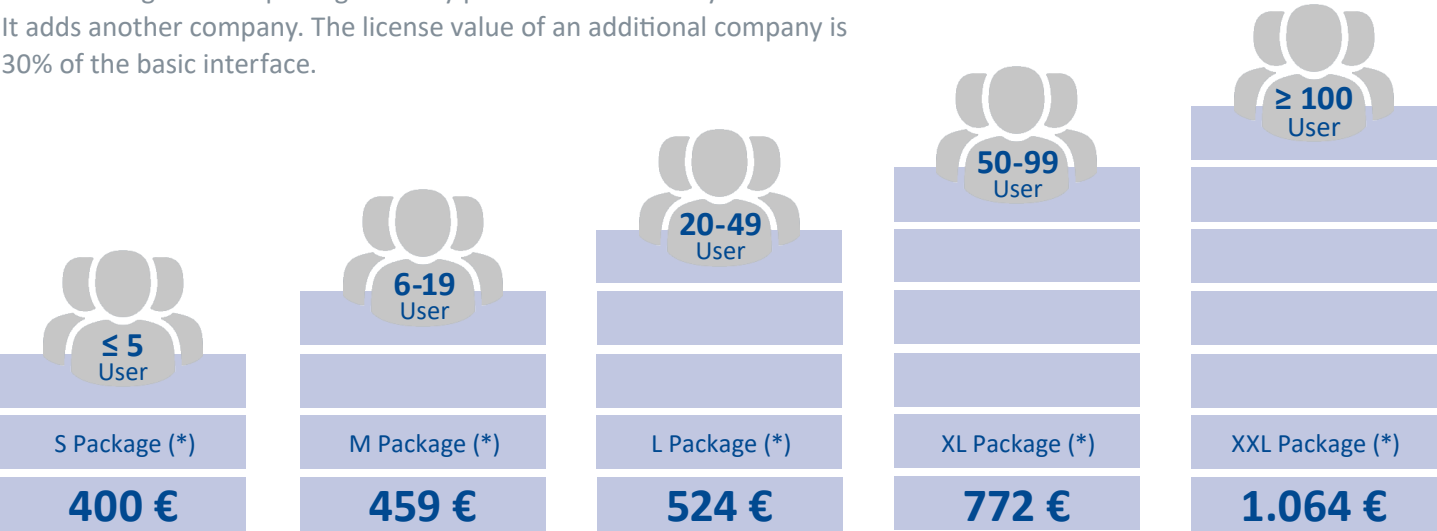 It adds another company. The license value of an additional company is
30% of the basic interface.
≤ 5
User
S Package (*)
400 €
6-19
User
M Package (*)
459 €
20-49
User
L Package (*)
524 €
50-99
User
XL Package (*)
772 €
≥ 100
User
XXL Package (*)
1.064 €